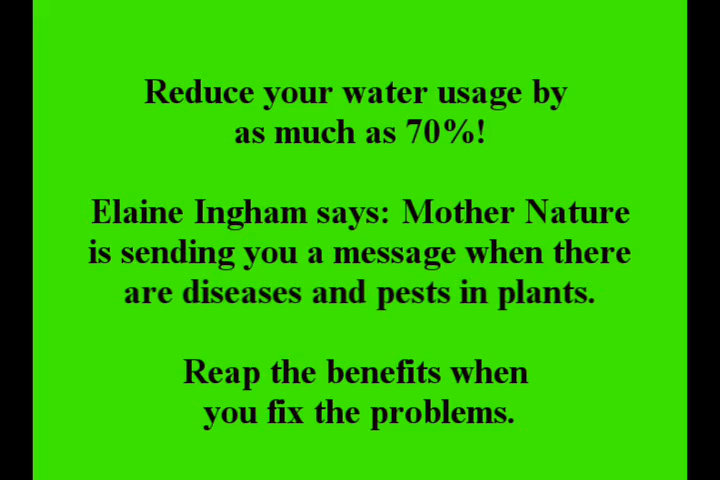 Reduce your water usage by
as much as 70%!
Elaine Ingham says: Mother Nature
is sending you a message when there
are diseases and pests in plants.
Reap the benefits when
you fix the problems.